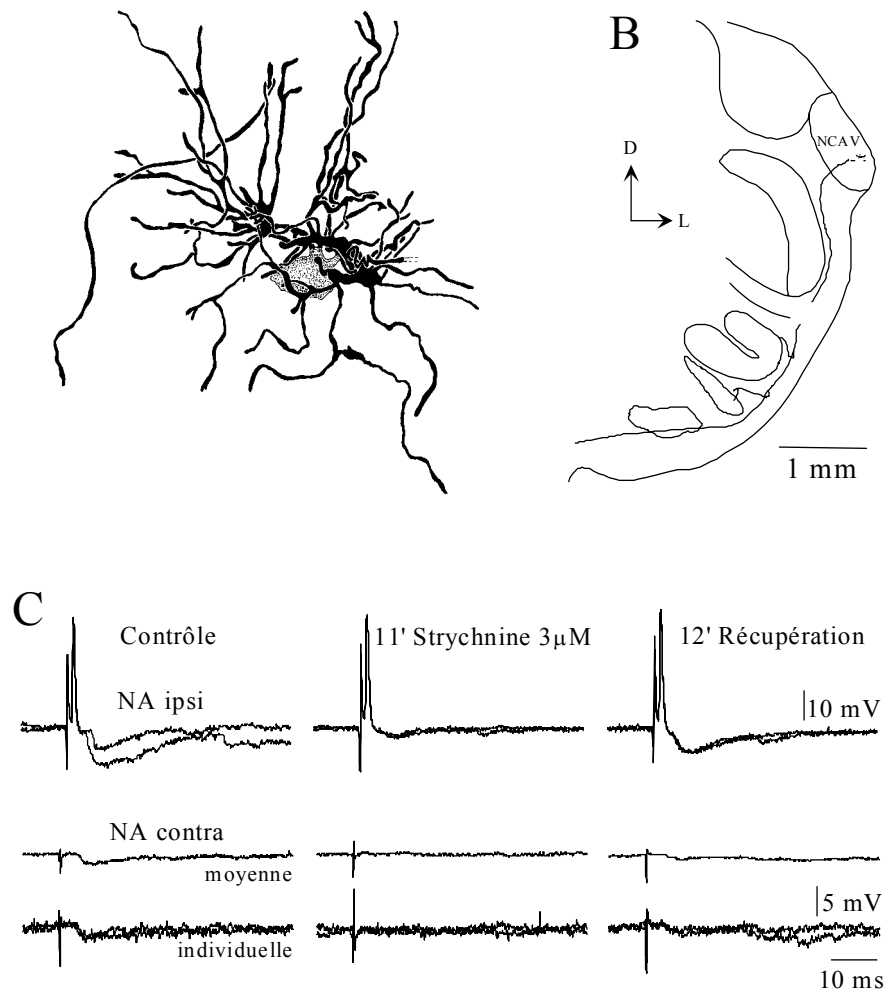 B
NCAV
D
L
1 mm
C
Contrôle
11' Strychnine 3µM
12' Récupération
NA ipsi
10 mV
NA contra
moyenne
5 mV
individuelle
10 ms